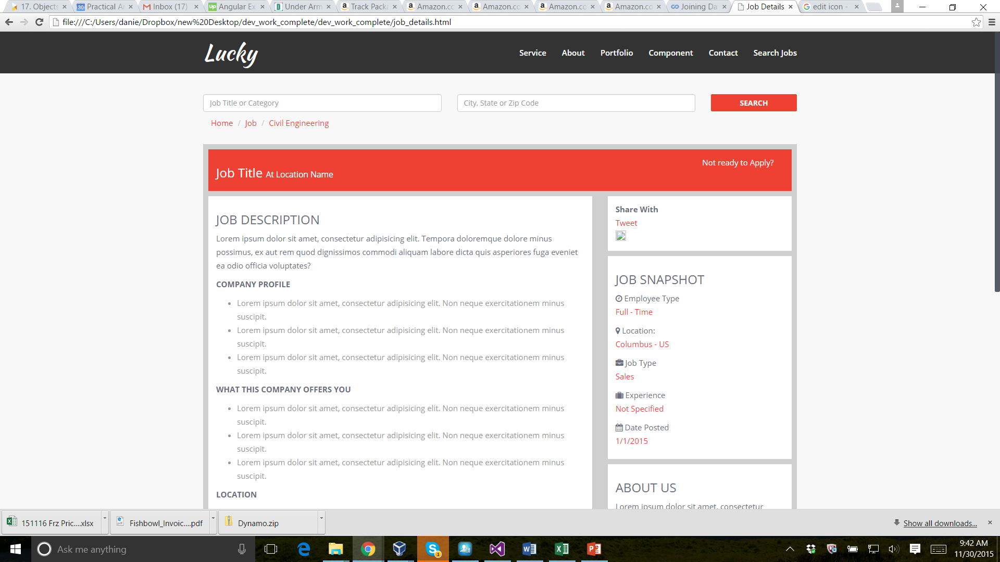 17. Objects
Practical A
Inbox (17)
Angular Ex
Under Arm
Track Packa
Amazon.co
Amazon.co
Amazon.co
Amazon.co
Joining Da
Job Details
edit icon -
file:///C:/Users/danie/Dropbox/new%20Desktop/dev_work_complete/dev_work_complete/job_details.html
Lucky
Service About Portfolio Component Contact Search Jobs
Job Title or Category
City, State or Zip Code
SEARCH
Home / Job / Civil Engineering
Not ready to Apply?
Job Title At Location Name
JOB DESCRIPTION
Lorem ipsum dolor sit amet, consectetur adipisicing elit. Tempora doloremque dolore minus
possimus, ex aut rem quod dignissimos commodi aliquam labore dicta quis asperiores fuga eveniet
ea odio officia voluptates?
COMPANY PROFILE
• Lorem ipsum dolor sit amet, consectetur adipisicing elit. Non neque exercitationem minus
suscipit.
• Lorem ipsum dolor sit amet, consectetur adipisicing elit. Non neque exercitationem minus
suscipit.
• Lorem ipsum dolor sit amet, consectetur adipisicing elit. Non neque exercitationem minus
suscipit.
WHAT THIS COMPANY OFFERS YOU
• Lorem ipsum dolor sit amet, consectetur adipisicing elit. Non neque exercitationem minus
suscipit.
• Lorem ipsum dolor sit amet, consectetur adipisicing elit. Non neque exercitationem minus
suscipit.
• Lorem ipsum dolor sit amet, consectetur adipisicing elit. Non neque exercitationem minus
suscipit.
LOCATION
Share With
Tweet
JOB SNAPSHOT
Employee Type
Full - Time
Location:
Columbus - US
Job Type
Sales
Experience
Not Specified
Date Posted
1/1/2015
ABOUT US
Lorem ipsum dolor sit amet, consectetur
151116 Frz Pric....xlsx
Fishbowl_Invoic....pdf
Dynamo.zip
Show all downloads...
Ask me anything
9:42 AM
11/30/2015